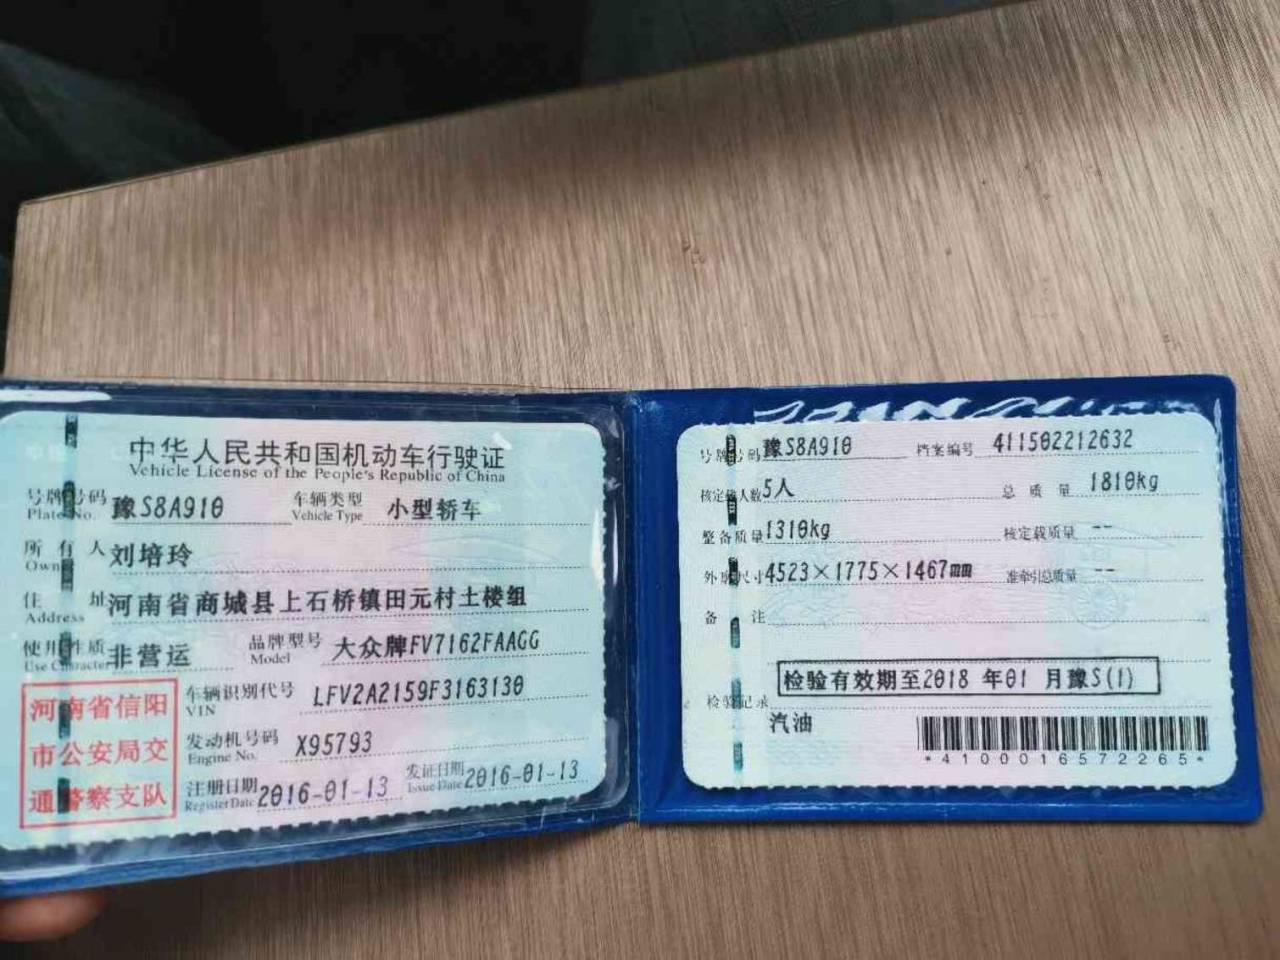 中华人民共和国机动车行驶证
Vehicle License of the People's Republic of China
号牌号码 豫S8A910 车辆类型 小型轿车
Plate No. Vehicle Type
所有人 刘培玲
Owner
住址 河南省商城县上石桥镇田元村土楼组
Address
使用性质 非营运 品牌型号 大众牌FV7162FAAGG
Use Character Model
河南省信阳
市公安局交
通警察支队
车辆识别代号 LFV2A2159F3163130
VIN
发动机号码 X95793
Engine No.
注册日期 2016-01-13 发证日期 2016-01-13
Register Date Issue Date
号牌号码 豫S8A910 档案编号 411502212632
核定载人数 5人 总质量 1810kg
整备质量 1310kg 核定载质量 --
外廓尺寸 4523×1775×1467mm 准牵引总质量 --
备注
检验有效期至2018 年01 月豫S(1)
检验记录
汽油
*4100016572265*